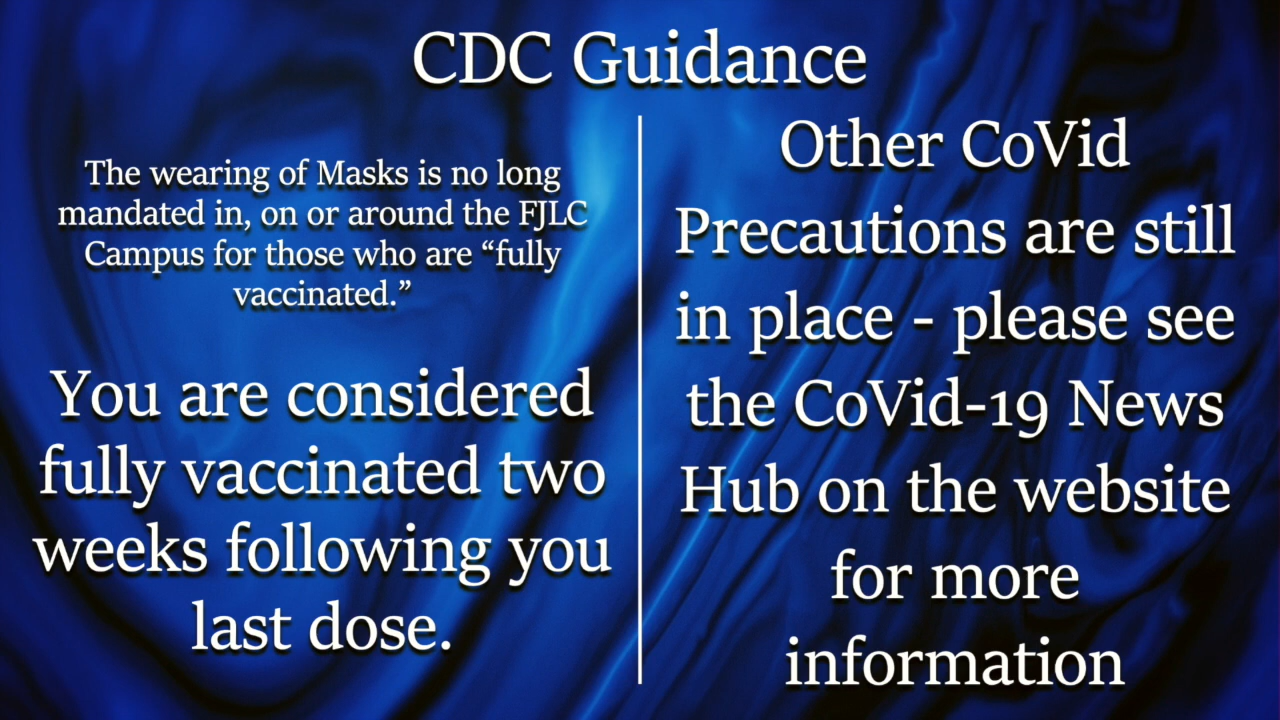 CDC Guidance
The wearing of Masks is no long
mandated in, on or around the FJLC
Campus for those who are “fully
vaccinated.”
You are considered
fully vaccinated two
weeks following you
last dose.
Other CoVid
Precautions are still
in place - please see
the CoVid-19 News
Hub on the website
for more
information